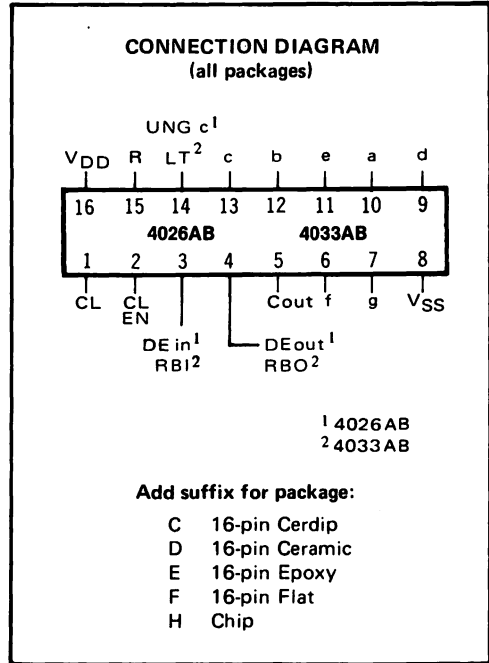 CONNECTION DIAGRAM
(all packages)
UNG c¹
VDD R LT² c b e a d
16 15 14 13 12 11 10 9
4026AB 4033AB
1 2 3 4 5 6 7 8
CL CL Cout f g VSS
EN
DE in¹ DEout¹
RBI² RBO²
¹ 4026AB
² 4033AB
Add suffix for package:
C 16-pin Cerdip
D 16-pin Ceramic
E 16-pin Epoxy
F 16-pin Flat
H Chip